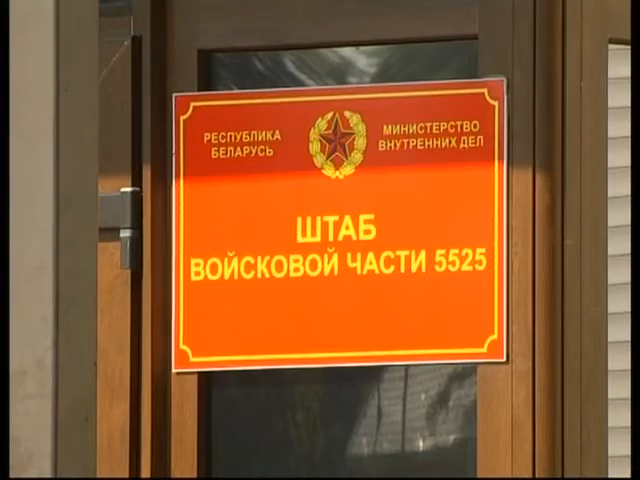 РЕСПУБЛИКА
БЕЛАРУСЬ
МИНИСТЕРСТВО
ВНУТРЕННИХ ДЕЛ
ШТАБ
ВОЙСКОВОЙ ЧАСТИ 5525